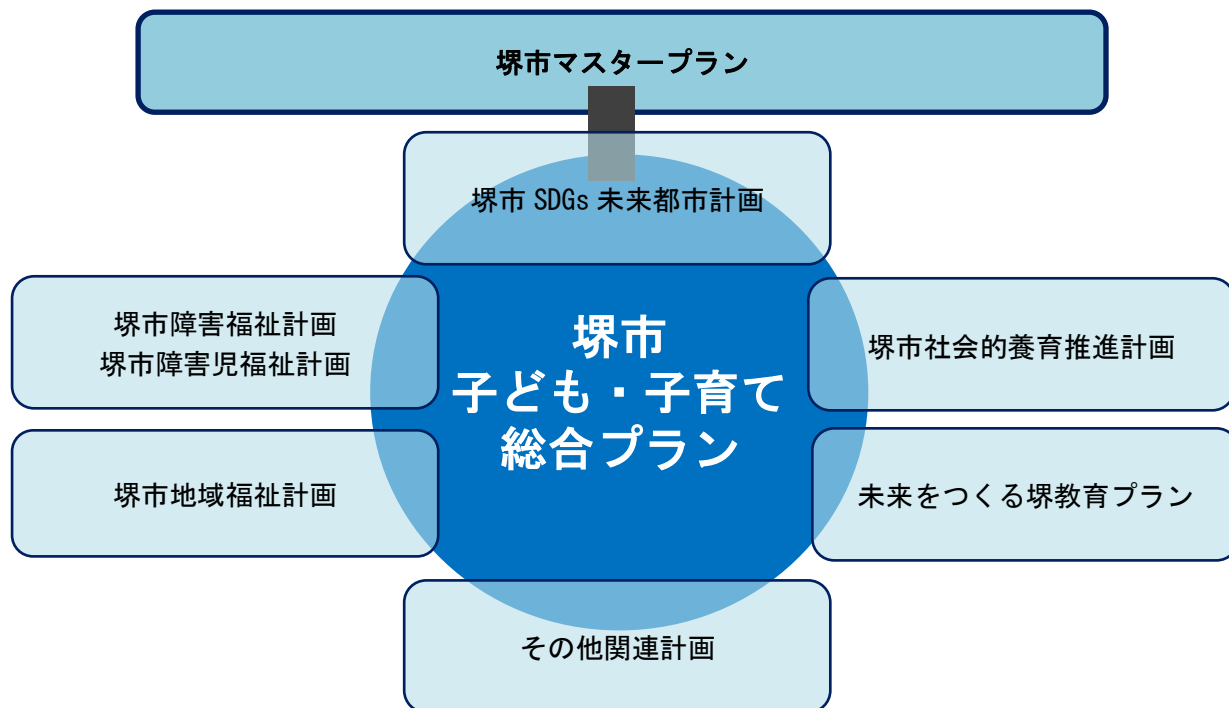 堺市マスタープラン
堺市 SDGs 未来都市計画
堺市障害福祉計画
堺市障害児福祉計画
堺市
子ども・子育て
総合プラン
堺市社会的養育推進計画
堺市地域福祉計画
未来をつくる堺教育プラン
その他関連計画